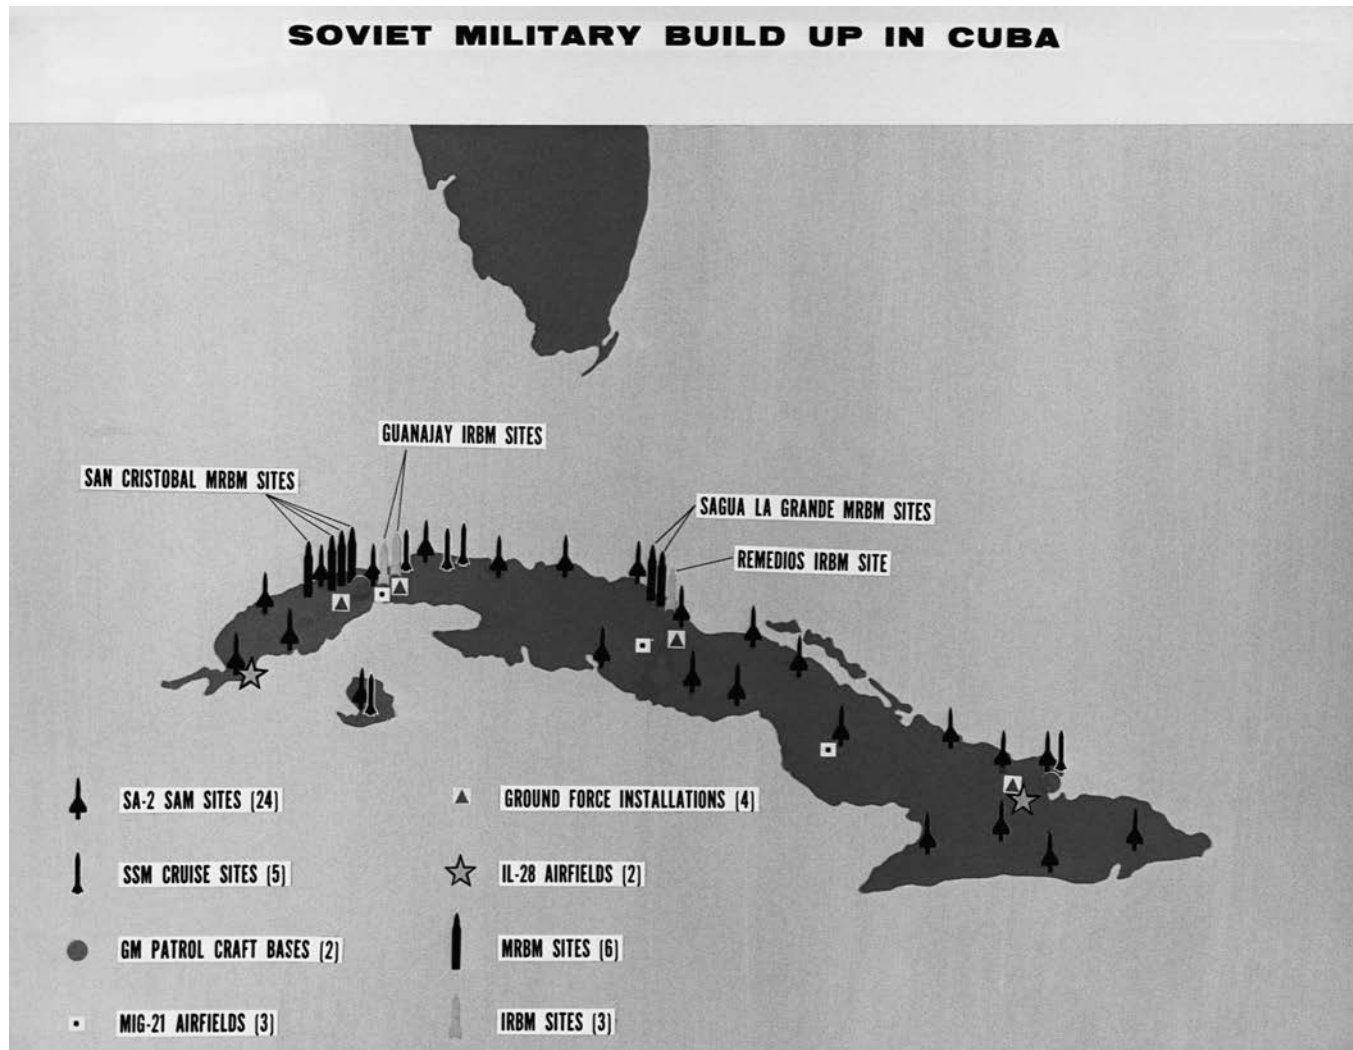 SOVIET MILITARY BUILD UP IN CUBA
GUANAJAY IRBM SITES
SAN CRISTOBAL MRBM SITES
SAGUA LA GRANDE MRBM SITES
REMEDIOS IRBM SITE
SA-2 SAM SITES (24)
SSM CRUISE SITES (5)
GM PATROL CRAFT BASES (2)
MIG-21 AIRFIELDS (3)
GROUND FORCE INSTALLATIONS (4)
IL-28 AIRFIELDS (2)
MRBM SITES (6)
IRBM SITES (3)